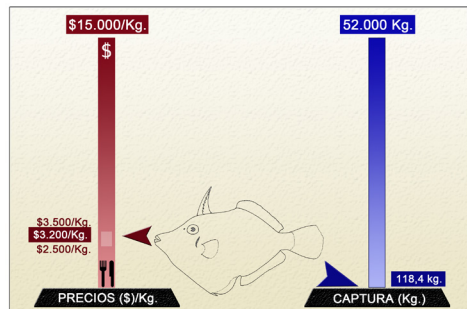 $15.000/Kg.
52.000 Kg.
$
$3.500/Kg.
$3.200/Kg.
$2.500/Kg.
118,4 kg.
PRECIOS ($)/Kg.
CAPTURA (Kg.)